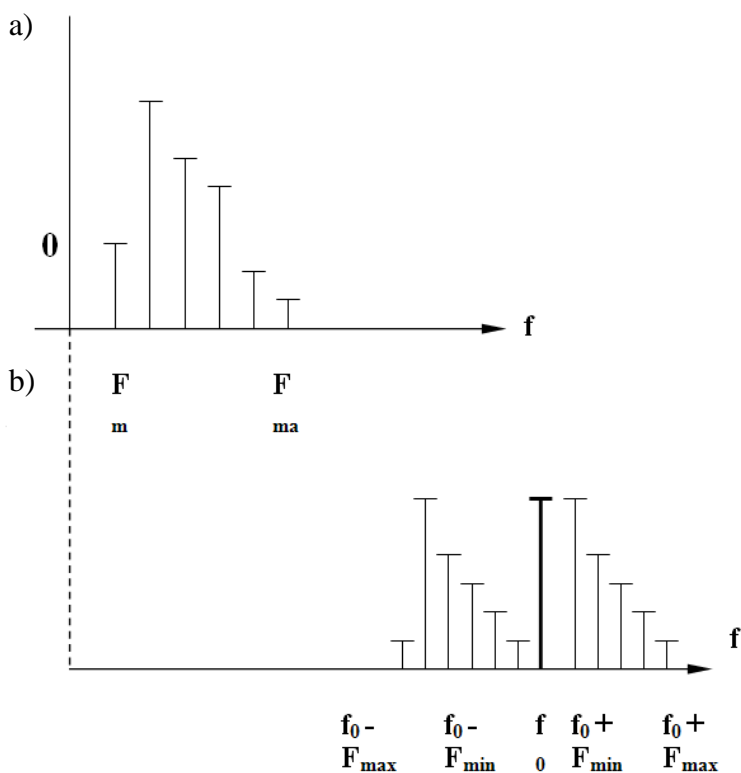 a)
0
f
b)
F F
m ma
f
f₀ - f₀ - f f₀ + f₀ +
Fmax Fmin 0 Fmin Fmax